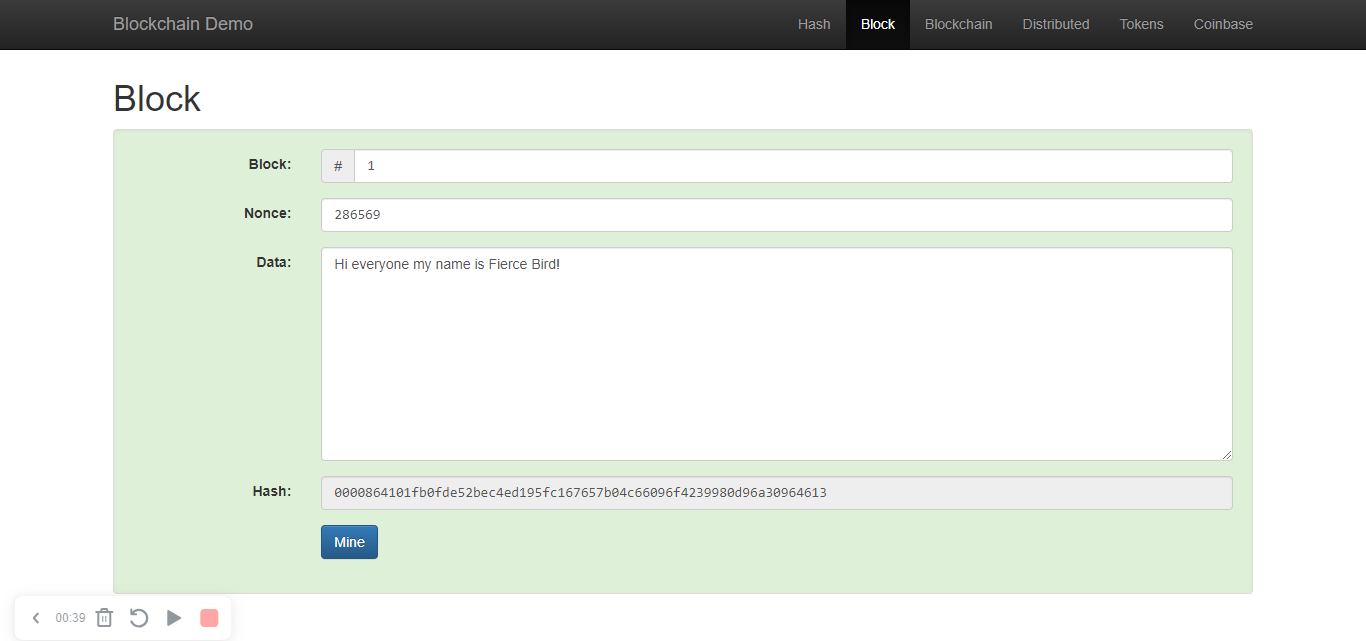 Blockchain Demo
Hash Block Blockchain Distributed Tokens Coinbase
Block
Block: # 1
Nonce: 286569
Data: Hi everyone my name is Fierce Bird!
Hash: 0000864101fb0fde52bec4ed195fc167657b04c66096f4239980d96a30964613
Mine
00:39